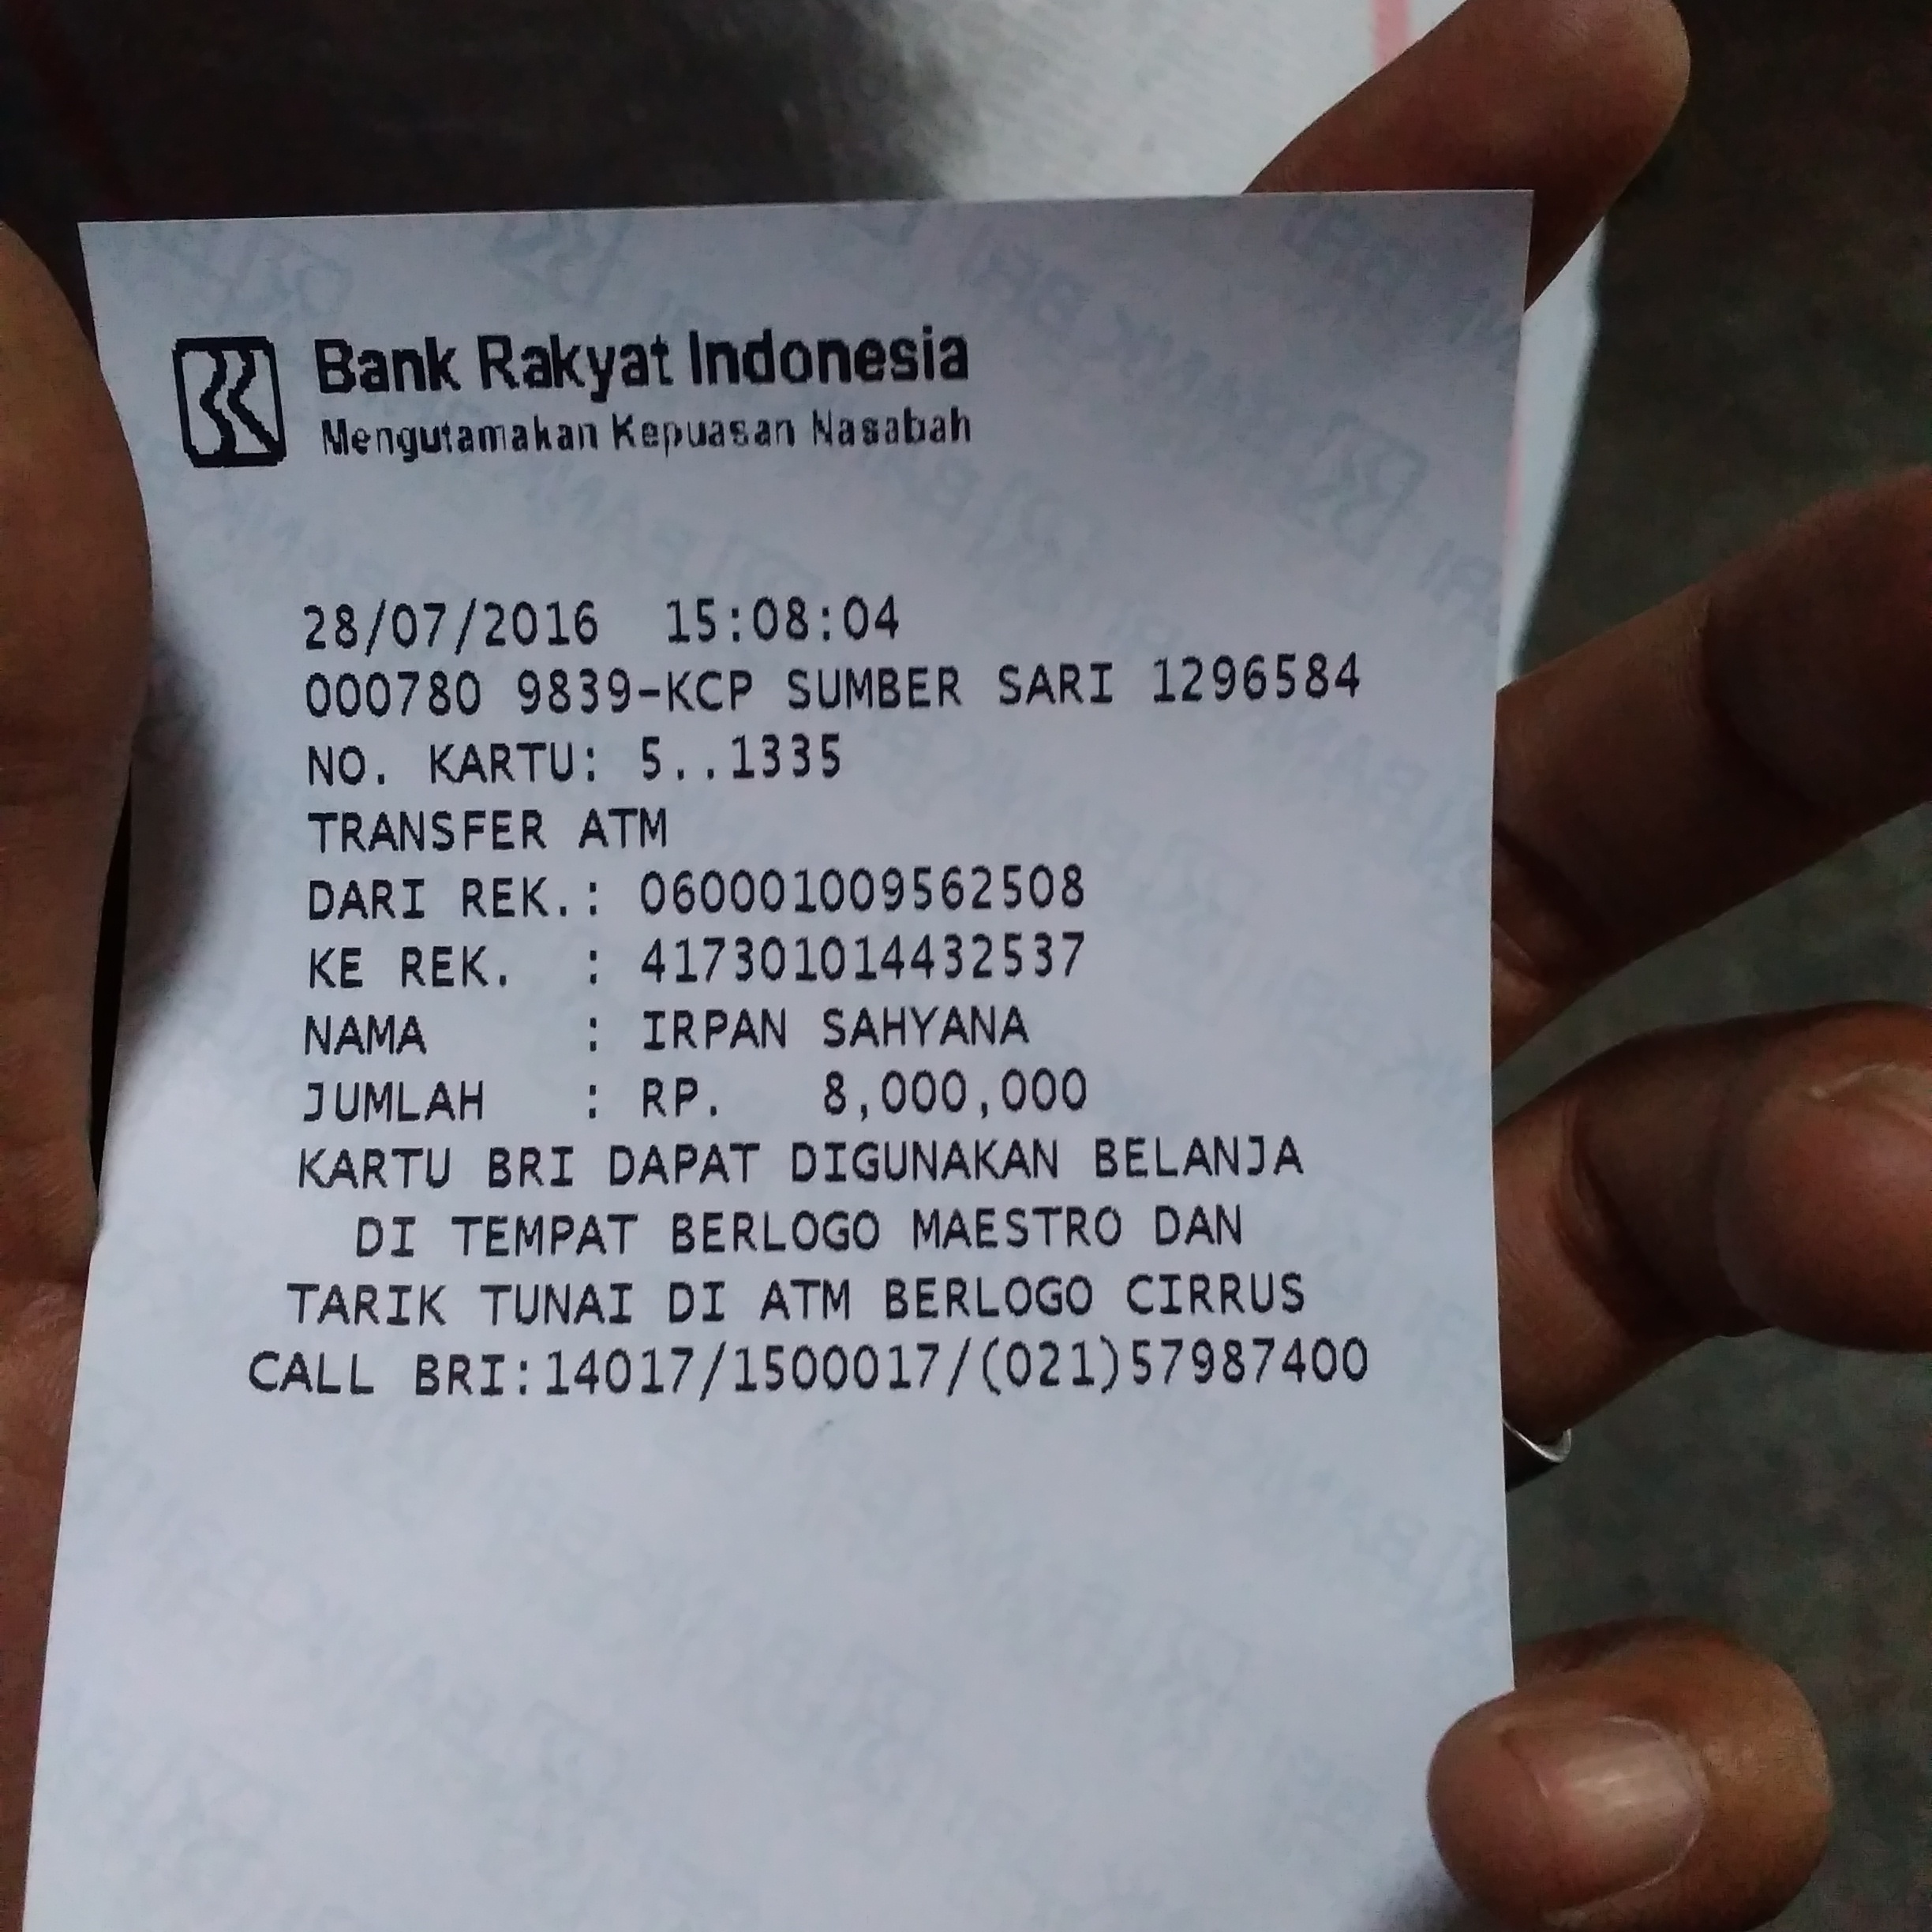 Bank Rakyat Indonesia
Mengutamakan Kepuasan Nasabah
28/07/2016 15:08:04
000780 9839-KCP SUMBER SARI 1296584
NO. KARTU: 5..1335
TRANSFER ATM
DARI REK.: 060001009562508
KE REK. : 417301014432537
NAMA : IRPAN SAHYANA
JUMLAH : RP. 8,000,000
KARTU BRI DAPAT DIGUNAKAN BELANJA
DI TEMPAT BERLOGO MAESTRO DAN
TARIK TUNAI DI ATM BERLOGO CIRRUS
CALL BRI:14017/1500017/(021)57987400